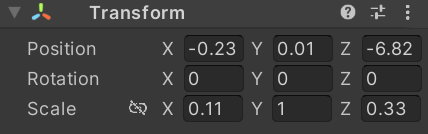 Transform
Position X -0.23 Y 0.01 Z -6.82
Rotation X 0 Y 0 Z 0
Scale X 0.11 Y 1 Z 0.33